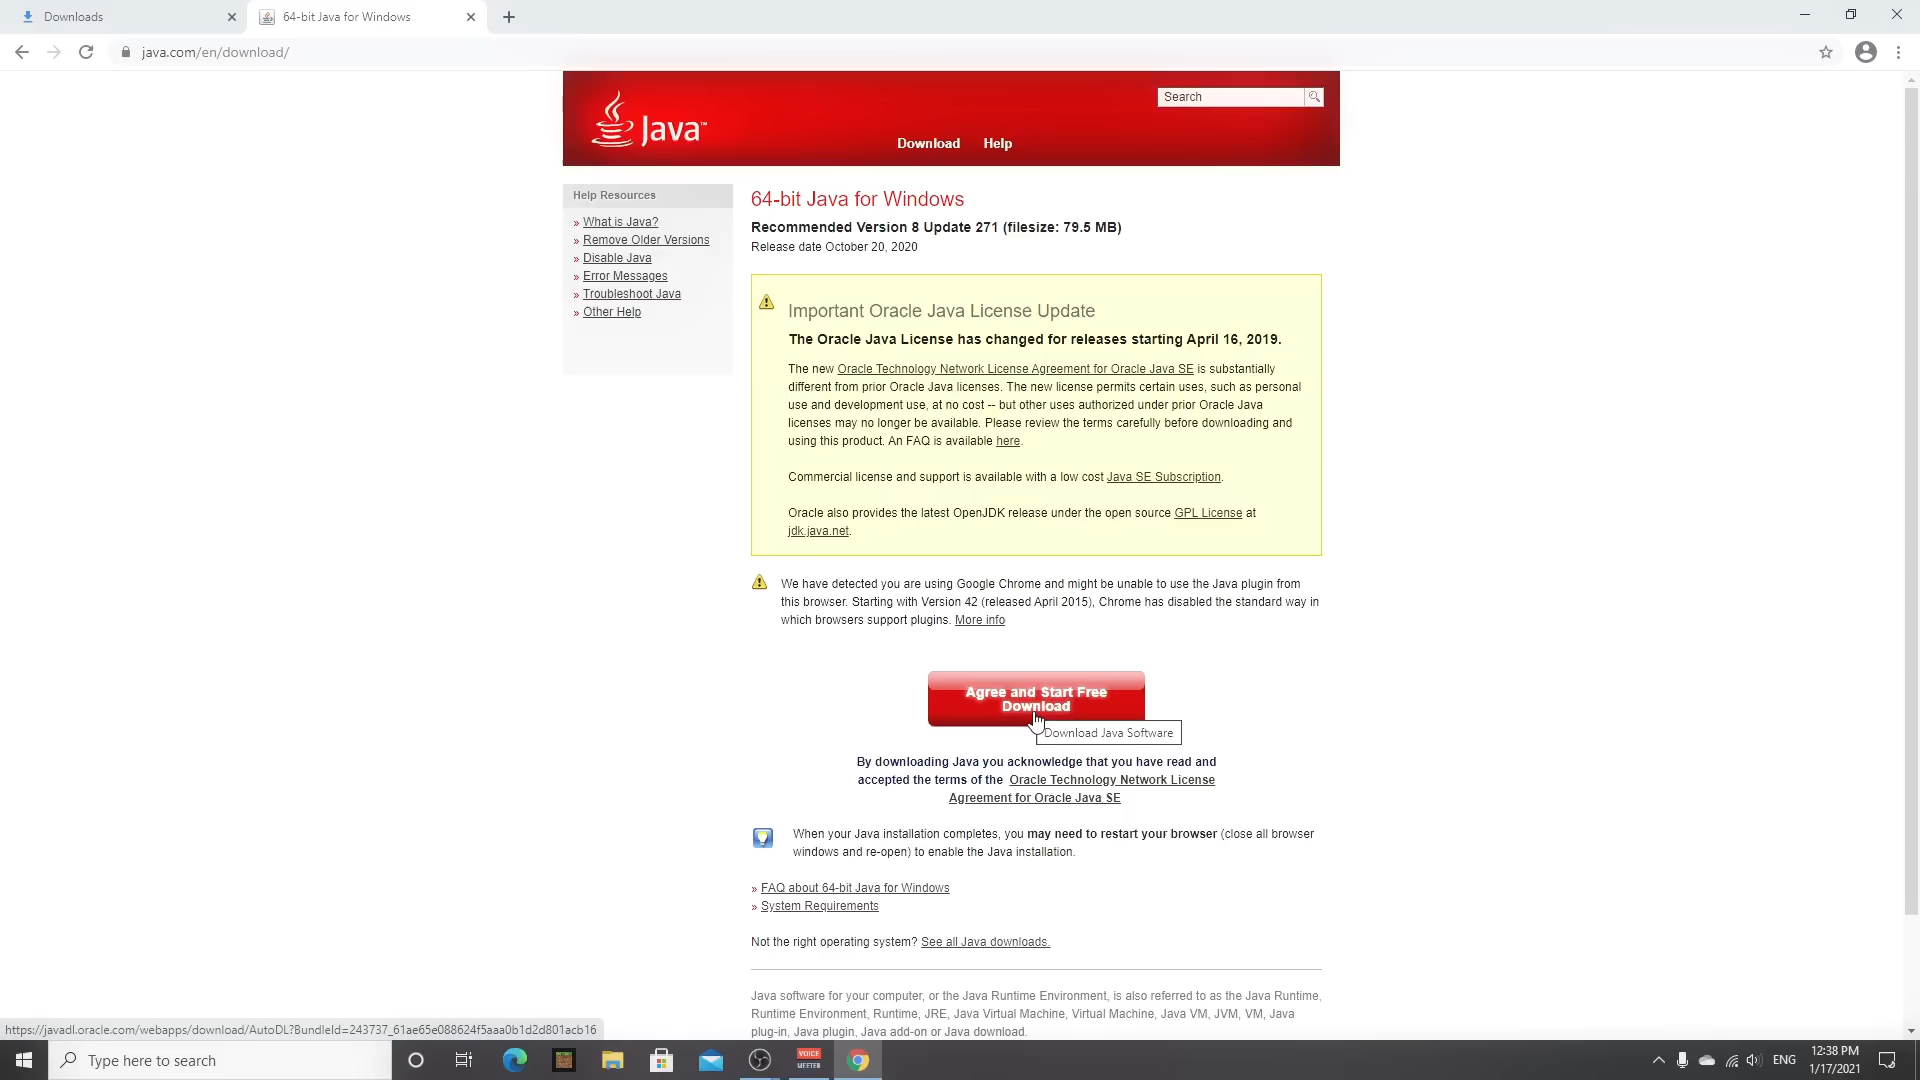 Downloads
64-bit Java for Windows
java.com/en/download/
Java™
Search
Download Help
Help Resources
» What is Java?
» Remove Older Versions
» Disable Java
» Error Messages
» Troubleshoot Java
» Other Help
64-bit Java for Windows
Recommended Version 8 Update 271 (filesize: 79.5 MB)
Release date October 20, 2020
Important Oracle Java License Update
The Oracle Java License has changed for releases starting April 16, 2019.
The new Oracle Technology Network License Agreement for Oracle Java SE is substantially
different from prior Oracle Java licenses. The new license permits certain uses, such as personal
use and development use, at no cost -- but other uses authorized under prior Oracle Java
licenses may no longer be available. Please review the terms carefully before downloading and
using this product. An FAQ is available here.
Commercial license and support is available with a low cost Java SE Subscription.
Oracle also provides the latest OpenJDK release under the open source GPL License at
jdk.java.net.
We have detected you are using Google Chrome and might be unable to use the Java plugin from
this browser. Starting with Version 42 (released April 2015), Chrome has disabled the standard way in
which browsers support plugins. More info
Agree and Start Free
Download
Download Java Software
By downloading Java you acknowledge that you have read and
accepted the terms of the Oracle Technology Network License
Agreement for Oracle Java SE
When your Java installation completes, you may need to restart your browser (close all browser
windows and re-open) to enable the Java installation.
» FAQ about 64-bit Java for Windows
» System Requirements
Not the right operating system? See all Java downloads.
Java software for your computer, or the Java Runtime Environment, is also referred to as the Java Runtime,
Runtime Environment, Runtime, JRE, Java Virtual Machine, Virtual Machine, Java VM, JVM, VM, Java
plug-in, Java plugin, Java add-on or Java download.
https://javadl.oracle.com/webapps/download/AutoDL?BundleId=243737_61ae65e088624f5aaa0b1d2d801acb16
Type here to search
VOICE
MEETER
ENG
12:38 PM
1/17/2021